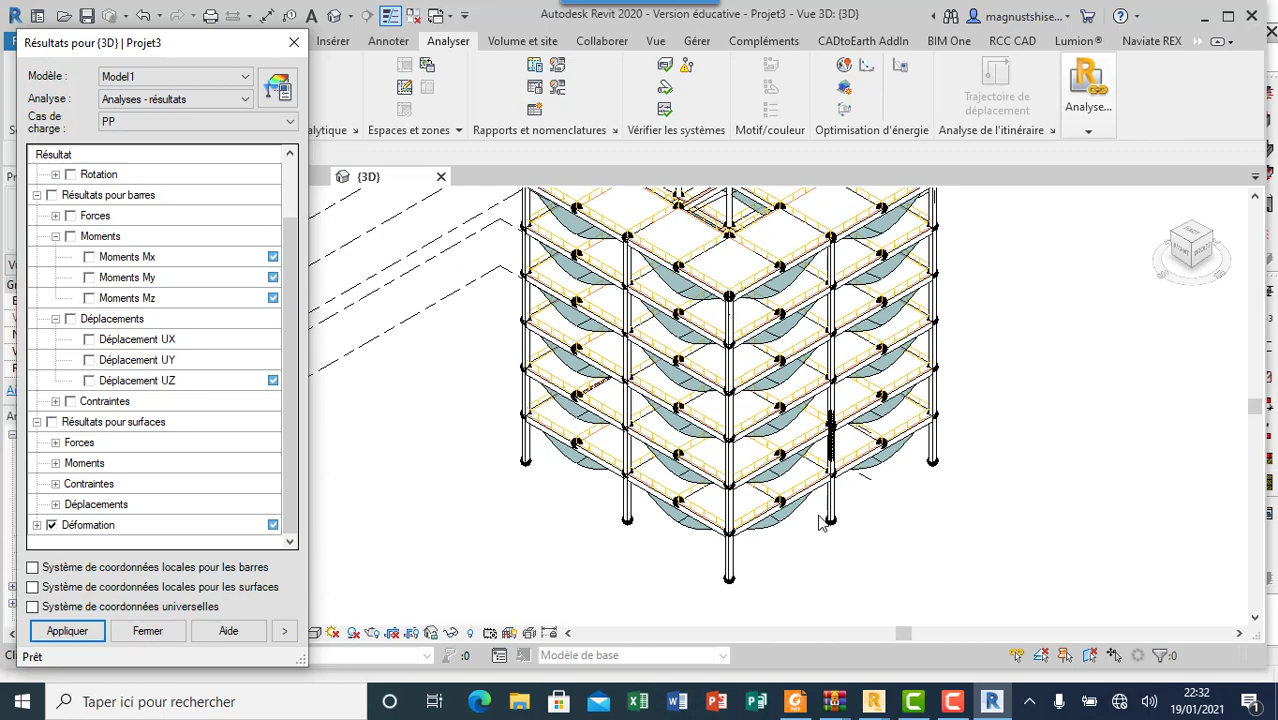 Autodesk Revit 2020 - Version éducative - Projet3 - Vue 3D: {3D}
magnustshise...
Résultats pour {3D} | Projet3
Insérer
Annoter
Analyser
Volume et site
Collaborer
Vue
Gérer
Compléments
CADtoEarth AddIn
BIM One
RCC CAD
Lumion®
Naviate REX
Modèle :
Model1
Analyse :
Analyses - résultats
Cas de charge :
PP
Trajectoire de déplacement
Analyse...
Espaces et zones
Rapports et nomenclatures
Vérifier les systèmes
Motif/couleur
Optimisation d'énergie
Analyse de l'itinéraire
{3D}
Résultat
Rotation
Résultats pour barres
Forces
Moments
Moments Mx
Moments My
Moments Mz
Déplacements
Déplacement UX
Déplacement UY
Déplacement UZ
Contraintes
Résultats pour surfaces
Forces
Moments
Contraintes
Déplacements
Déformation
Système de coordonnées locales pour les barres
Système de coordonnées locales pour les surfaces
Système de coordonnées universelles
Appliquer
Fermer
Aide
>
Prêt
:0
Modèle de base
:0
Taper ici pour rechercher
22:32
19/01/2021